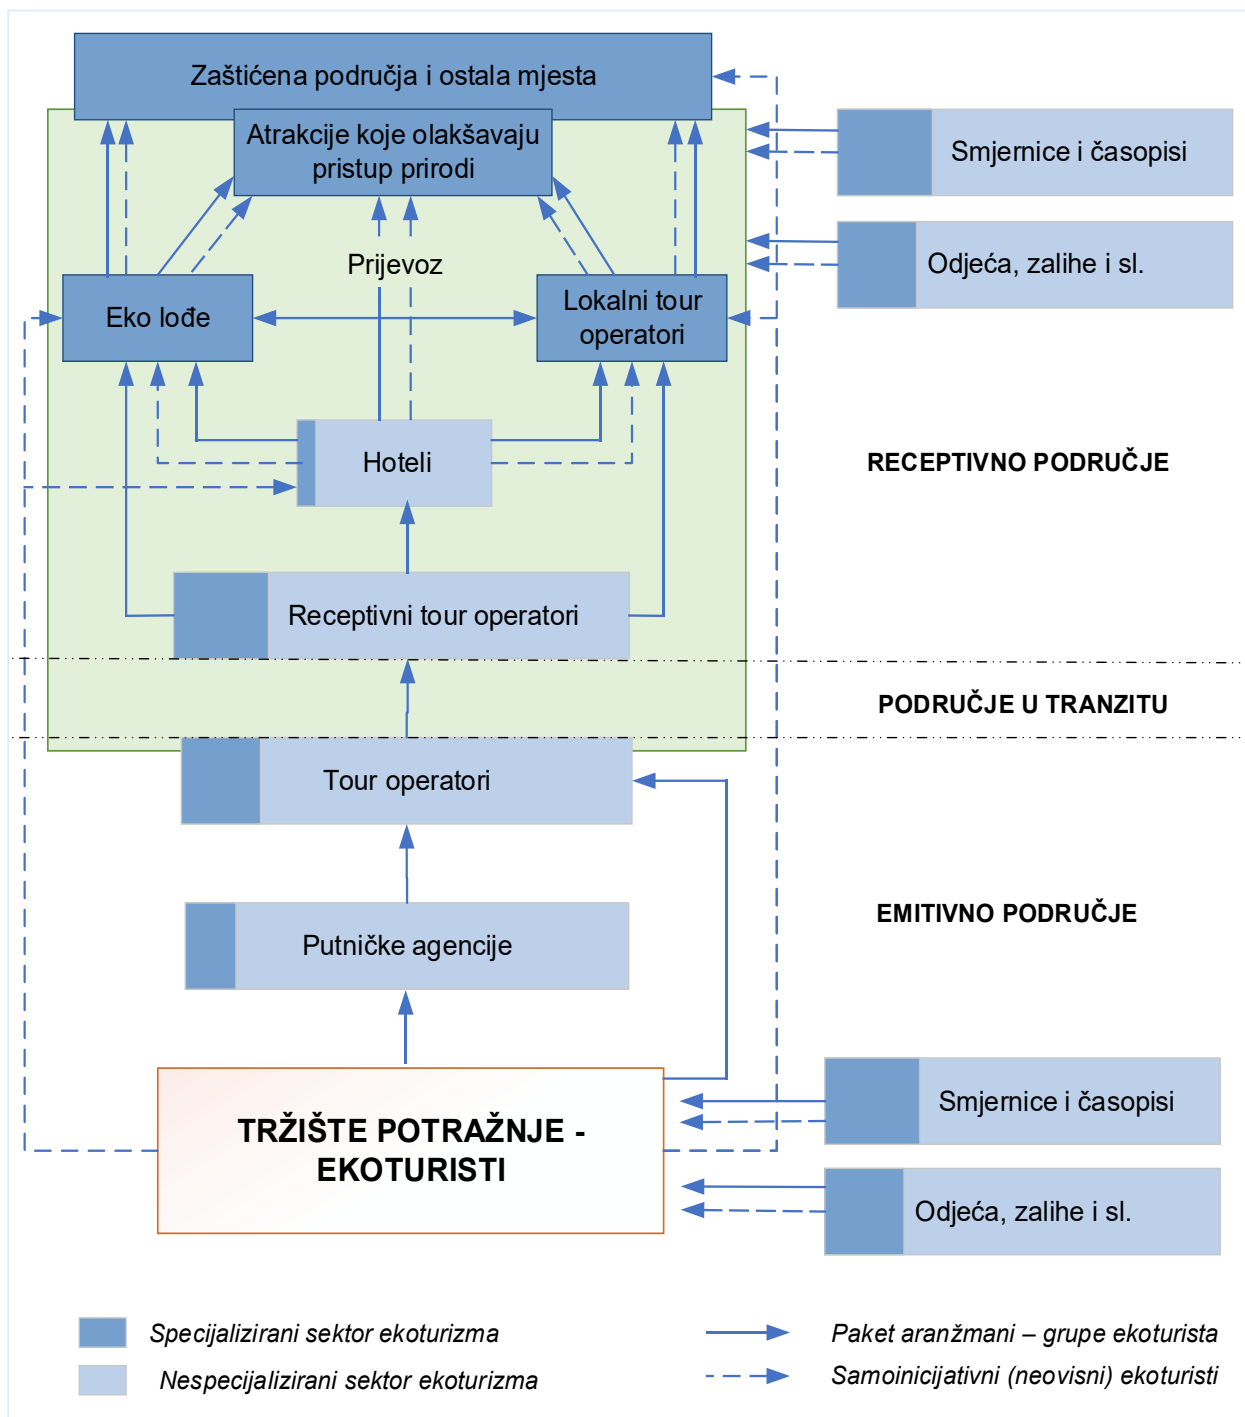 Zaštićena područja i ostala mjesta
Atrakcije koje olakšavaju
pristup prirodi
Smjernice i časopisi
Odjeća, zalihe i sl.
Prijevoz
Eko lođe
Lokalni tour
operatori
Hoteli
RECEPTIVNO PODRUČJE
Receptivni tour operatori
PODRUČJE U TRANZITU
Tour operatori
EMITIVNO PODRUČJE
Putničke agencije
Smjernice i časopisi
TRŽIŠTE POTRAŽNJE -
EKOTURISTI
Odjeća, zalihe i sl.
Specijalizirani sektor ekoturizma
Paket aranžmani – grupe ekoturista
Nespecijalizirani sektor ekoturizma
Samoinicijativni (neovisni) ekoturisti